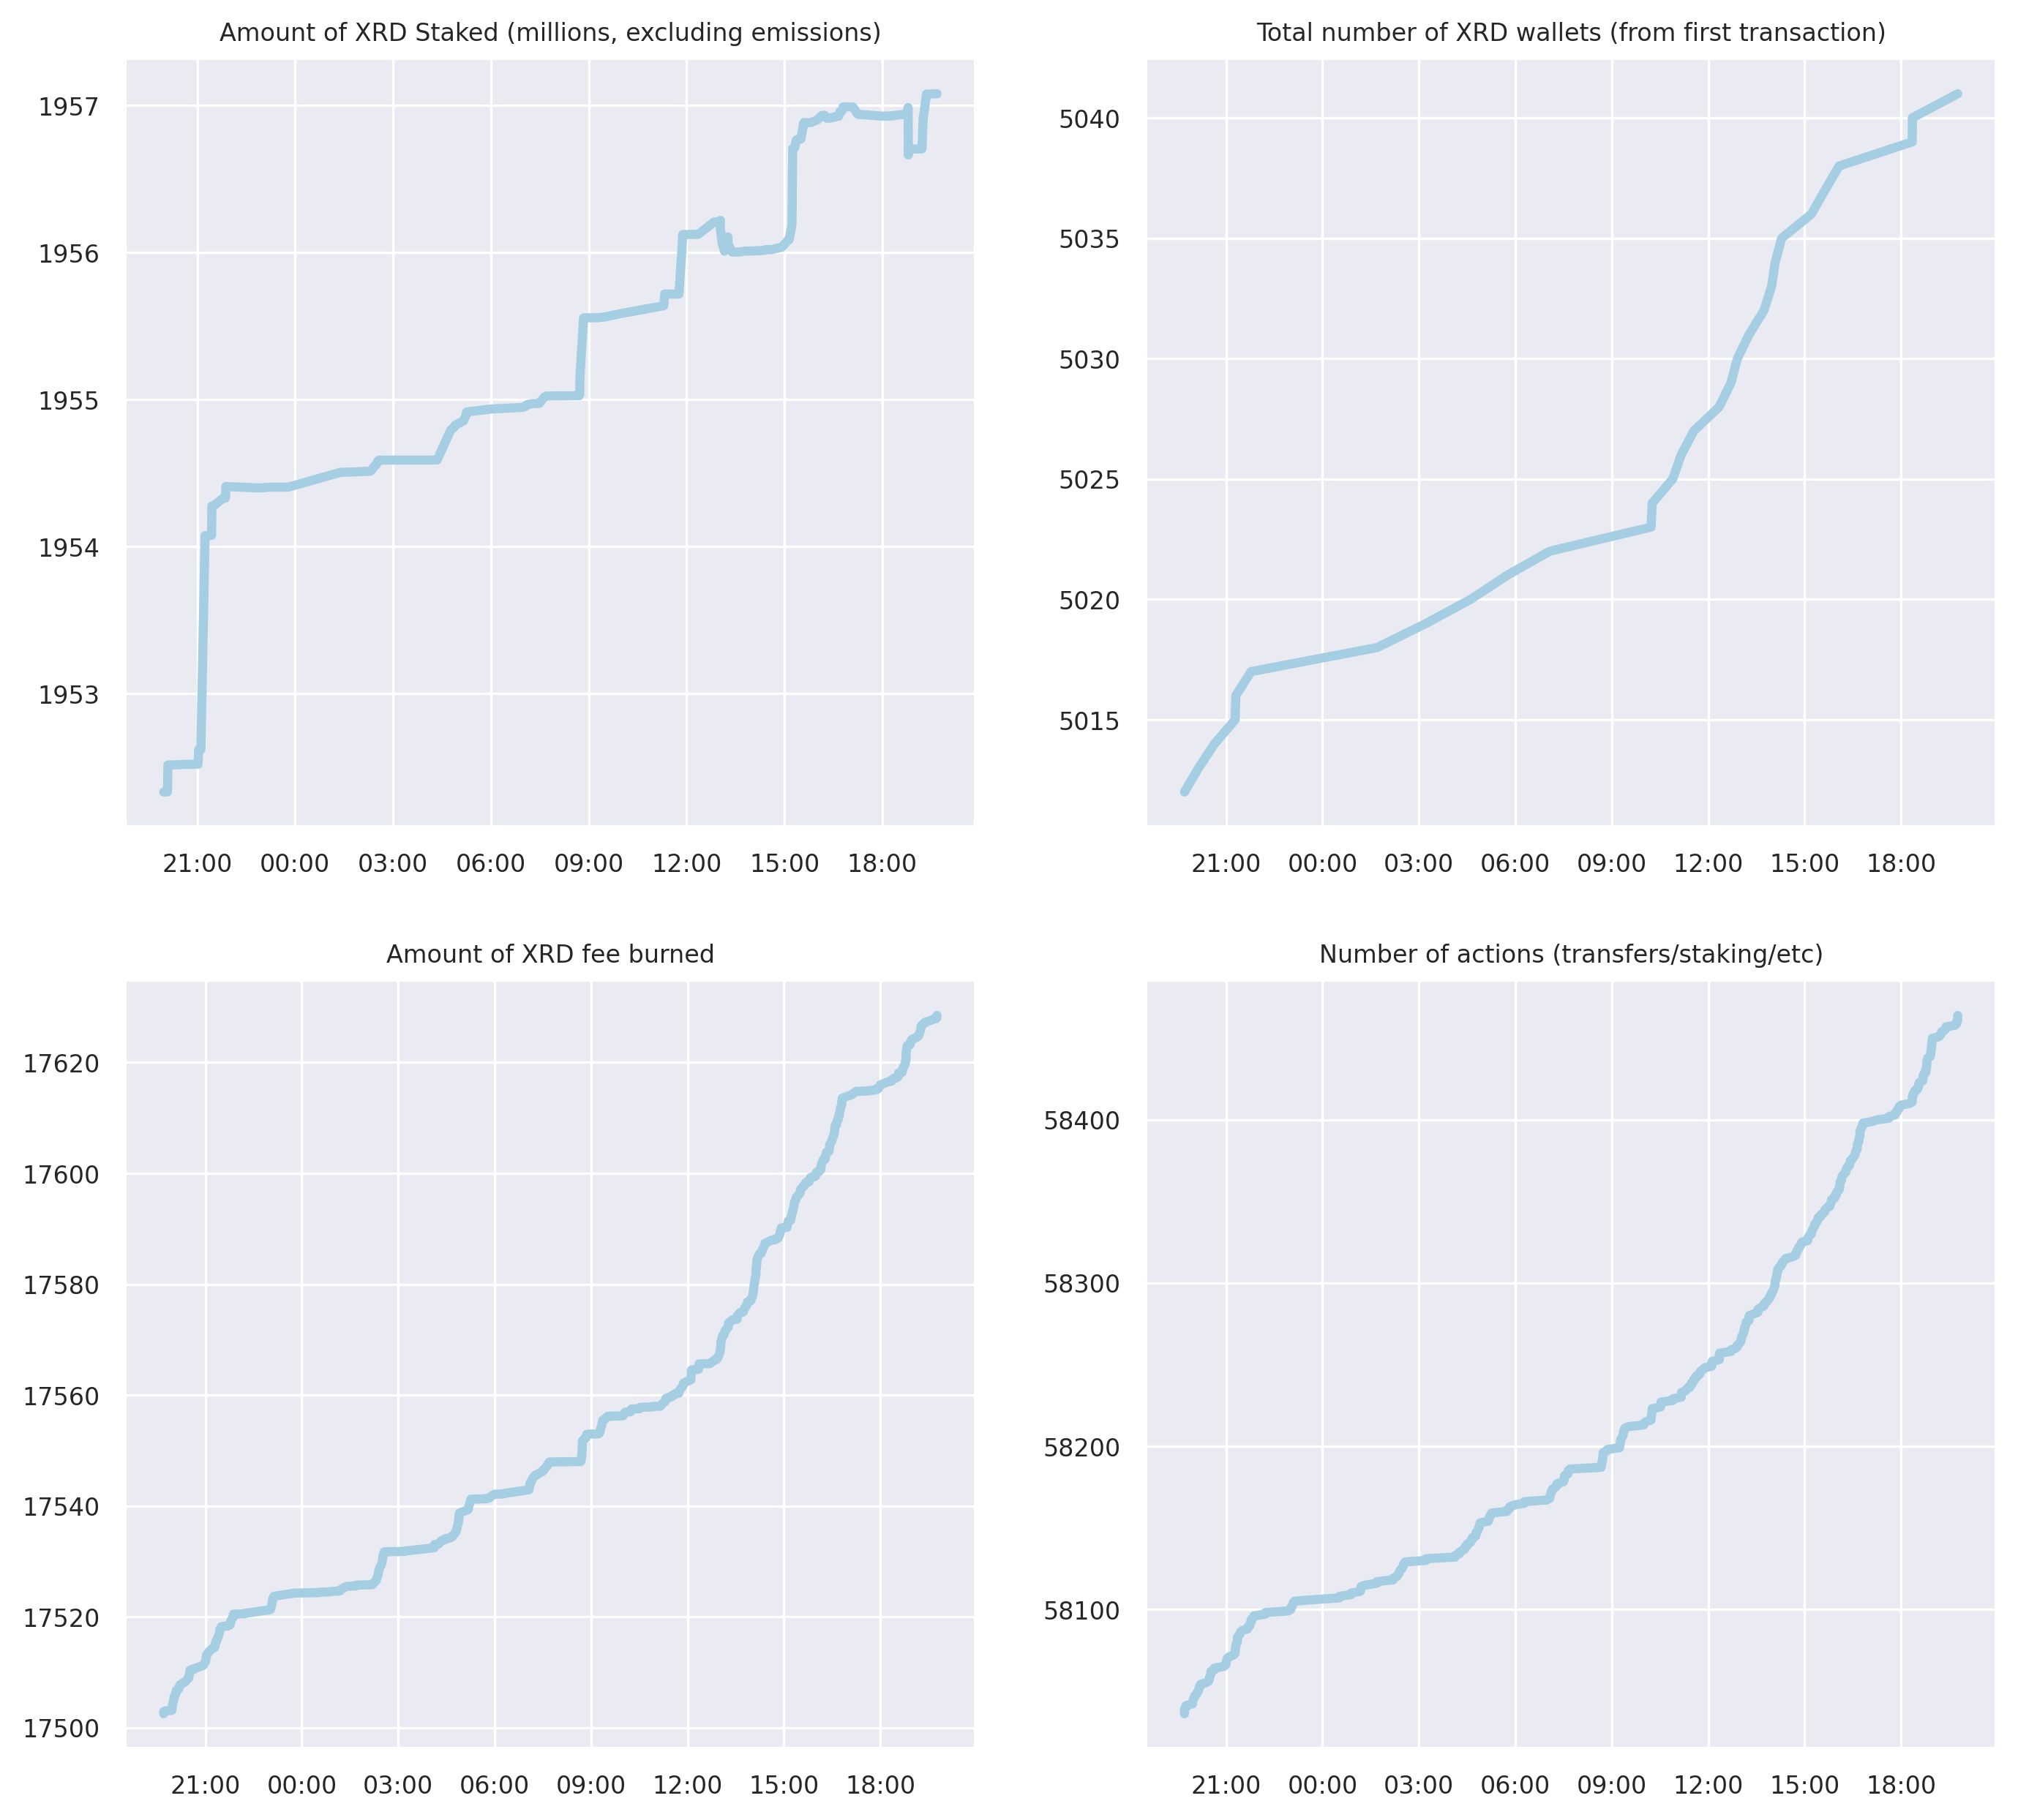 Amount of XRD Staked (millions, excluding emissions)
1957
1956
1955
1954
1953
21:00 00:00 03:00 06:00 09:00 12:00 15:00 18:00
Total number of XRD wallets (from first transaction)
5040
5035
5030
5025
5020
5015
21:00 00:00 03:00 06:00 09:00 12:00 15:00 18:00
Amount of XRD fee burned
17620
17600
17580
17560
17540
17520
17500
21:00 00:00 03:00 06:00 09:00 12:00 15:00 18:00
Number of actions (transfers/staking/etc)
58400
58300
58200
58100
21:00 00:00 03:00 06:00 09:00 12:00 15:00 18:00